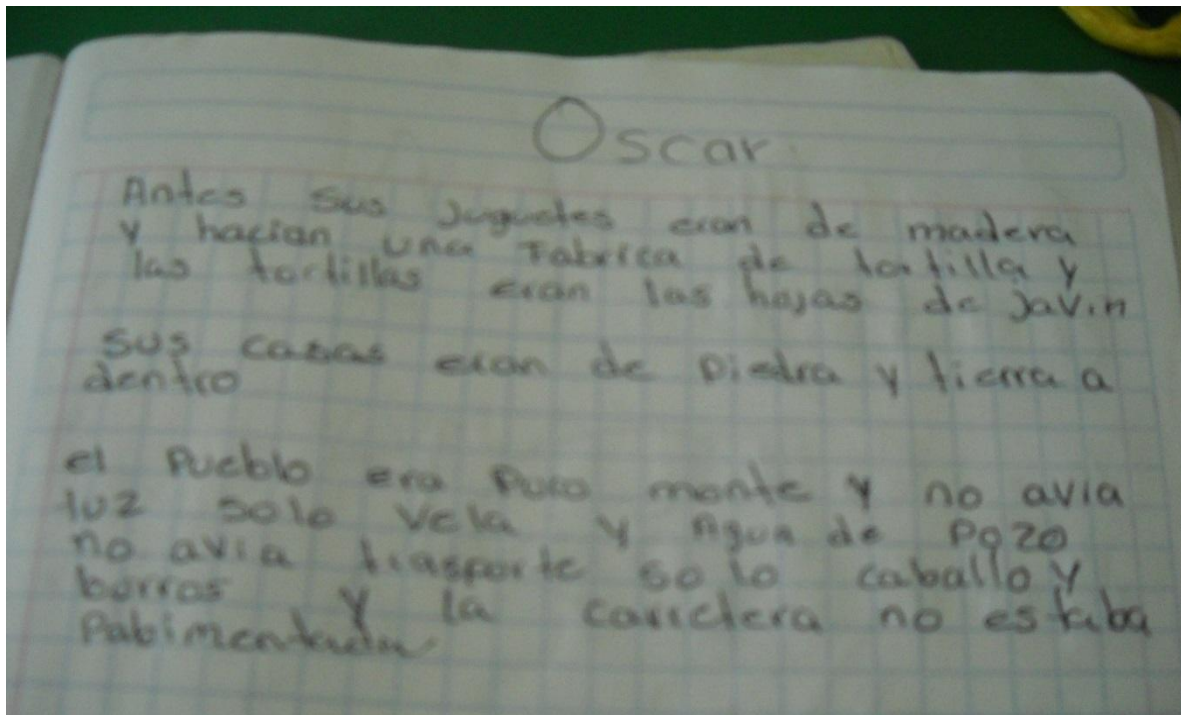 Oscar
Antes sus Juguetes eran de madera
y hacian una Fabrica de tortilla y
las tortillas eran las hojas de Javin
sus casas eran de Piedra y tierra a
dentro
el Pueblo era Puro monte y no avia
luz solo vela y Agua de Pozo
no avia trasporte solo caballo y
borros y la carretera no estaba
Pabimentada